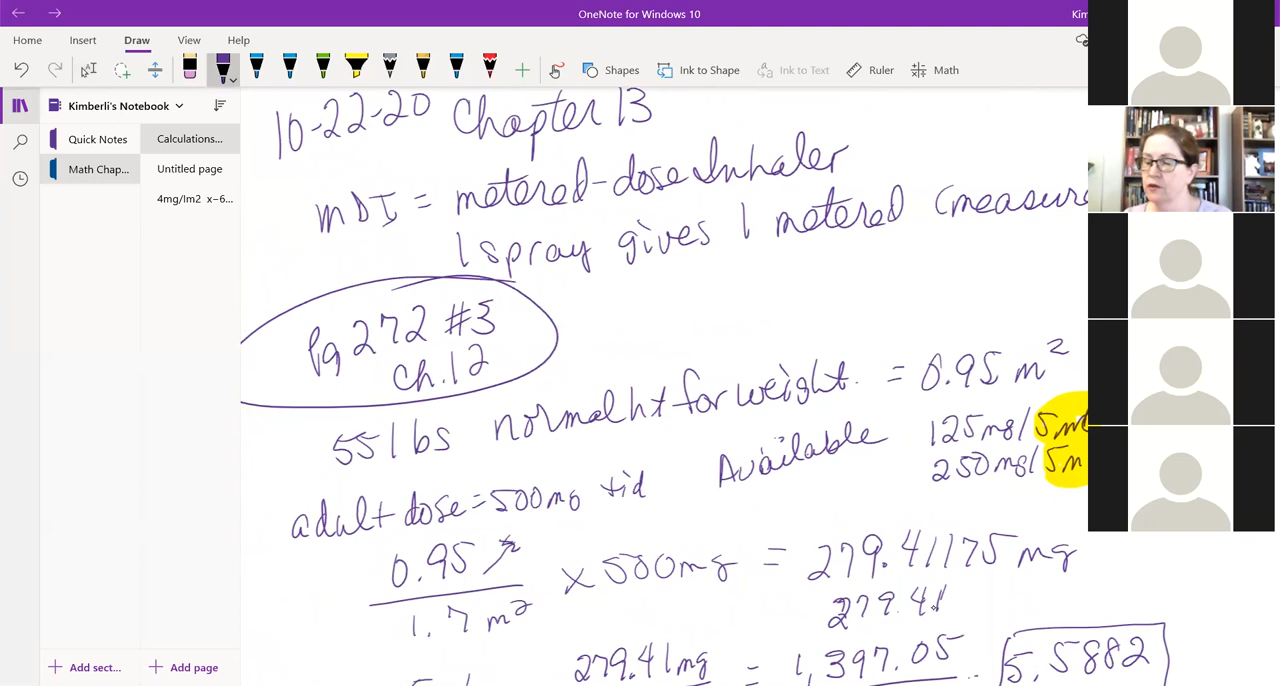 OneNote for Windows 10
Kim
Home Insert Draw View Help
Shapes Ink to Shape Ink to Text Ruler Math
Kimberli's Notebook
Quick Notes
Math Chap...
Calculations...
Untitled page
4mg/lm2 x–6...
Add sect...
Add page
10-22-20 Chapter 13
MDI = metered-dose Inhaler
1 spray gives 1 metered (measure
Pg 272 #3
Ch.12
55 lbs normal ht for weight. = 0.95 m²
adult dose = 500mg tid Available 125mg/5m
250mg/5m
0.95 m²
1.7 m²
x 500mg = 279.41175 mg
279.41
279.41mg = 1,397.05
5.5882